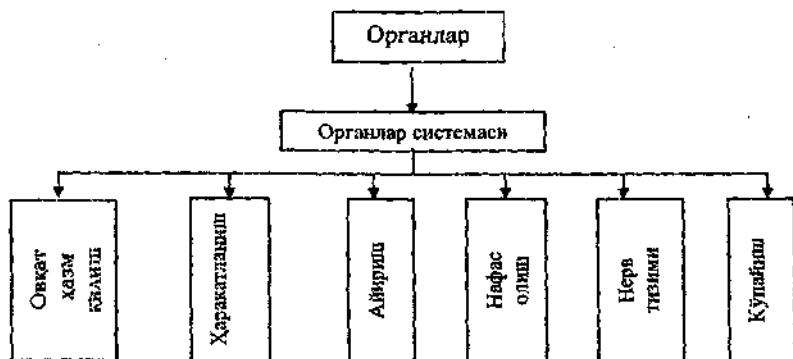 Органлар
Органлар системаси
Овқат
ҳазм
қилиш
Ҳаракатланиш
Айириш
Нафас
олиш
Нерв
тизими
Кўпайиш